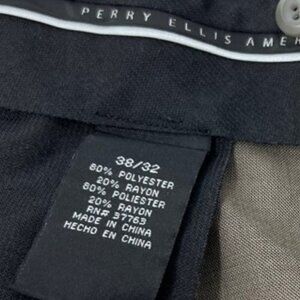 PERRY ELLIS AMER
38/32
80% POLYESTER
20% RAYON
80% POLIESTER
20% RAYON
RN# 37763
MADE IN CHINA
HECHO EN CHINA